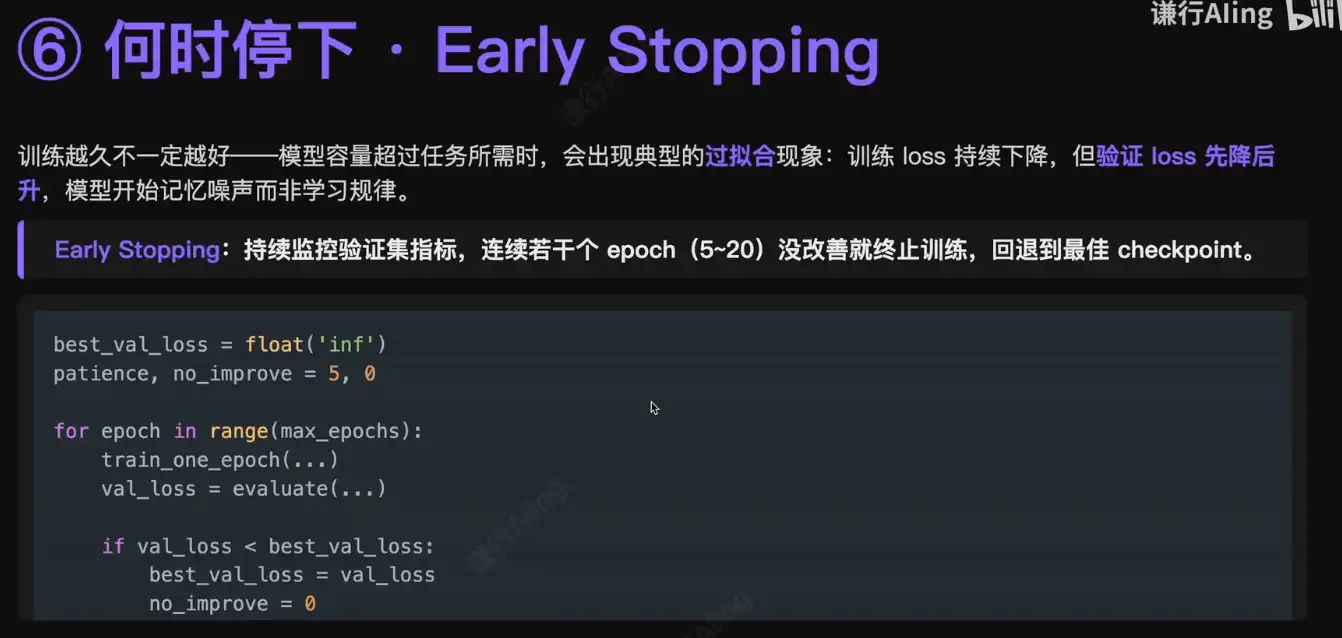 谦行AIing bili
⑥ 何时停下 · Early Stopping
训练越久不一定越好——模型容量超过任务所需时，会出现典型的过拟合现象：训练 loss 持续下降，但验证 loss 先降后
升，模型开始记忆噪声而非学习规律。
Early Stopping：持续监控验证集指标，连续若干个 epoch（5~20）没改善就终止训练，回退到最佳 checkpoint。
best_val_loss = float('inf')
patience, no_improve = 5, 0
for epoch in range(max_epochs):
    train_one_epoch(...)
    val_loss = evaluate(...)
    if val_loss < best_val_loss:
        best_val_loss = val_loss
        no_improve = 0